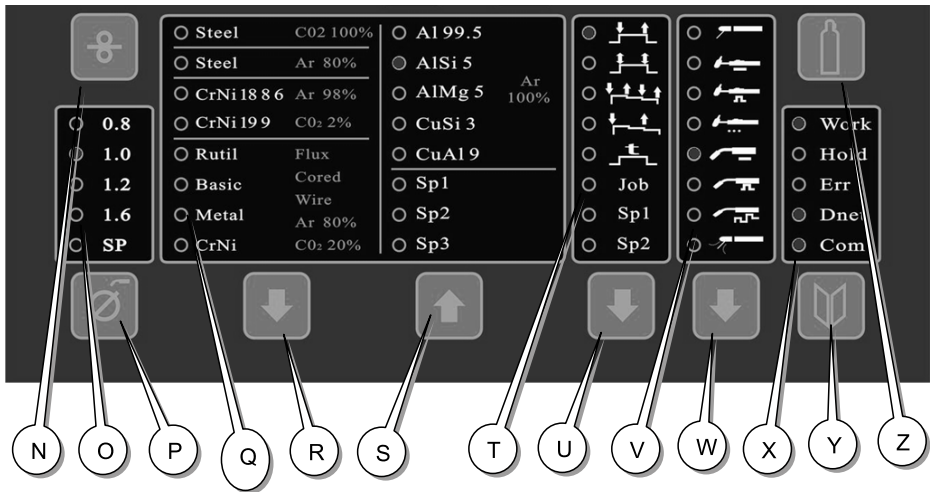 Steel C02 100%
Steel Ar 80%
CrNi 18 8 6 Ar 98%
CrNi 19 9 C0₂ 2%
Rutil Flux
Basic Cored
Wire
Metal Ar 80%
CrNi C0₂ 20%
Al 99.5
AlSi 5
AlMg 5 Ar
100%
CuSi 3
CuAl 9
Sp1
Sp2
Sp3
0.8
1.0
1.2
1.6
SP
Job
Sp1
Sp2
Work
Hold
Err
Dnet
Com
N O P Q R S T U V W X Y Z